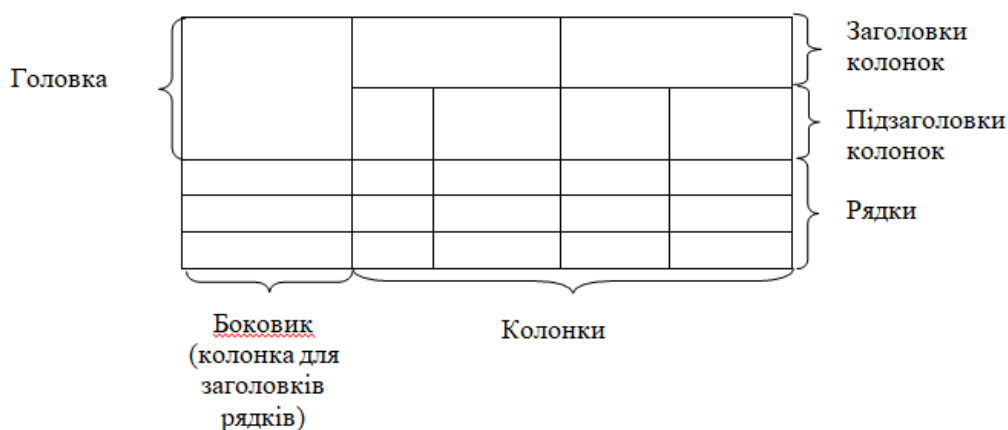 Головка
Заголовки
колонок
Підзаголовки
колонок
Рядки
Боковик
(колонка для
заголовків
рядків)
Колонки